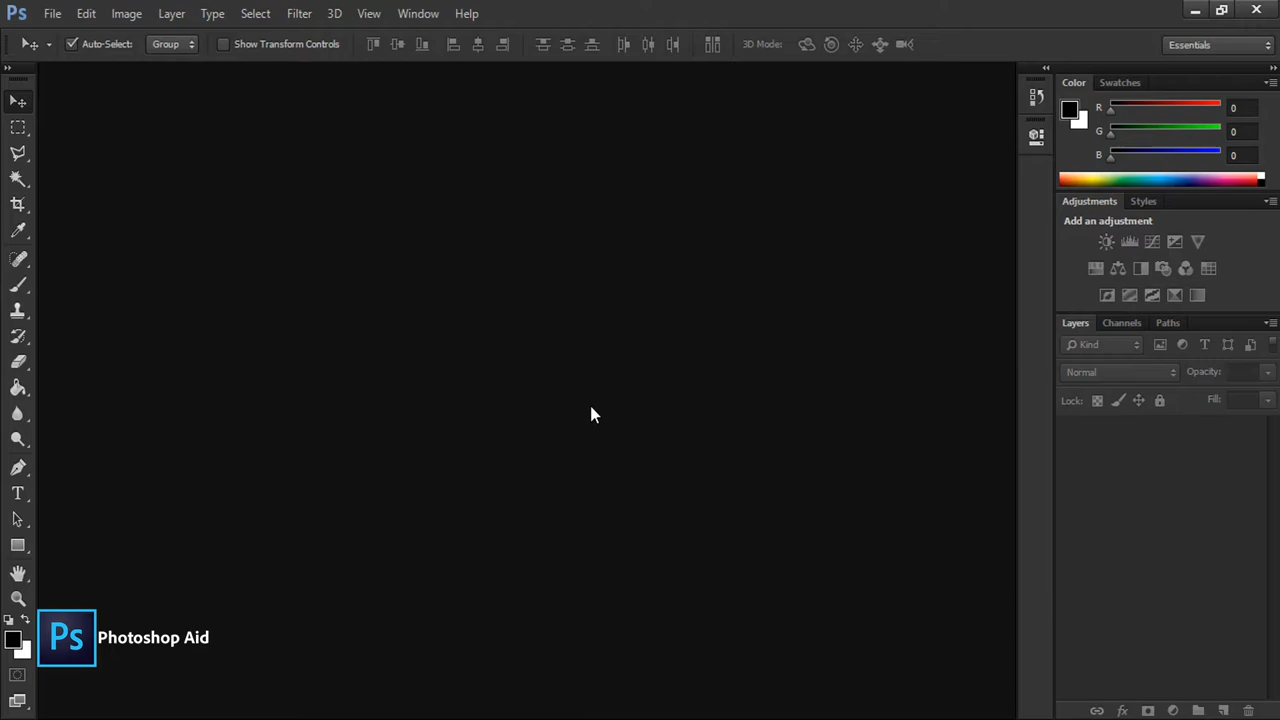 Ps File Edit Image Layer Type Select Filter 3D View Window Help
Auto-Select: Group Show Transform Controls 3D Mode: Essentials
Color Swatches
R 0
G 0
B 0
Adjustments Styles
Add an adjustment
Layers Channels Paths
Kind T
Normal Opacity:
Lock: Fill:
T
Ps Photoshop Aid
fx